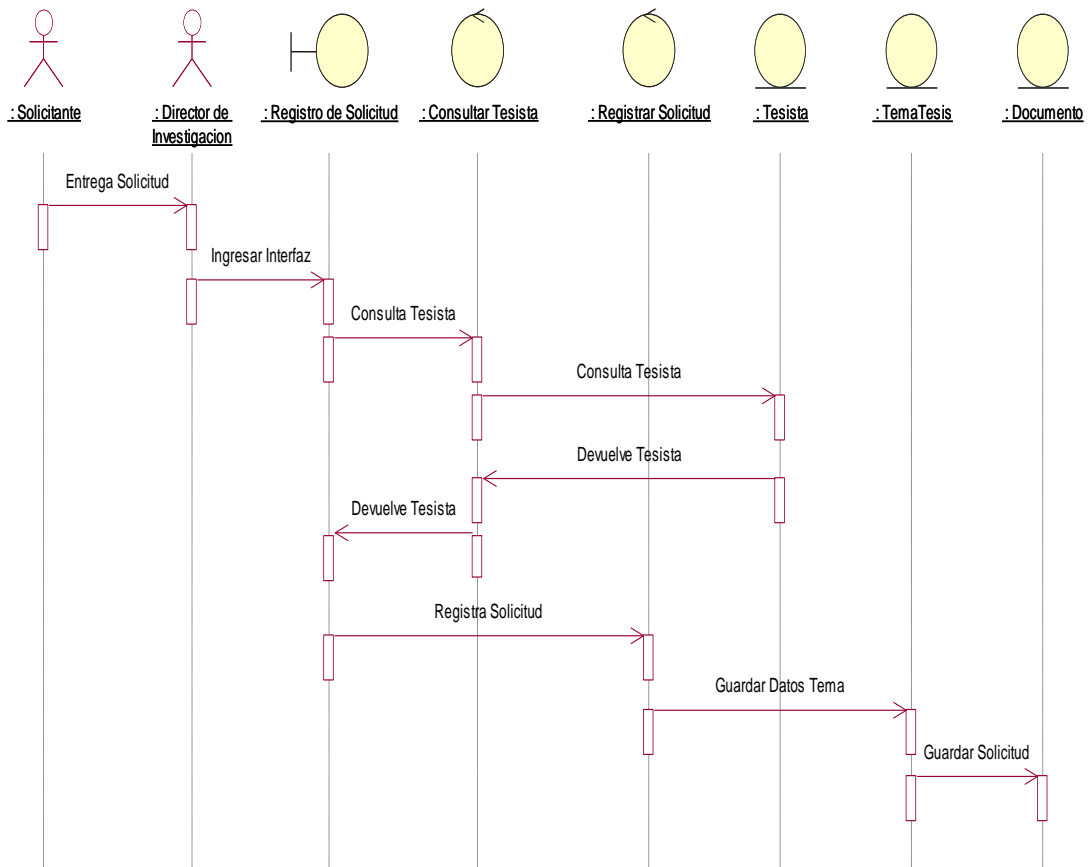 : Solicitante
: Director de
Investigacion
: Registro de Solicitud
: Consultar Tesista
: Registrar Solicitud
: Tesista
: TemaTesis
: Documento
Entrega Solicitud
Ingresar Interfaz
Consulta Tesista
Consulta Tesista
Devuelve Tesista
Devuelve Tesista
Registra Solicitud
Guardar Datos Tema
Guardar Solicitud